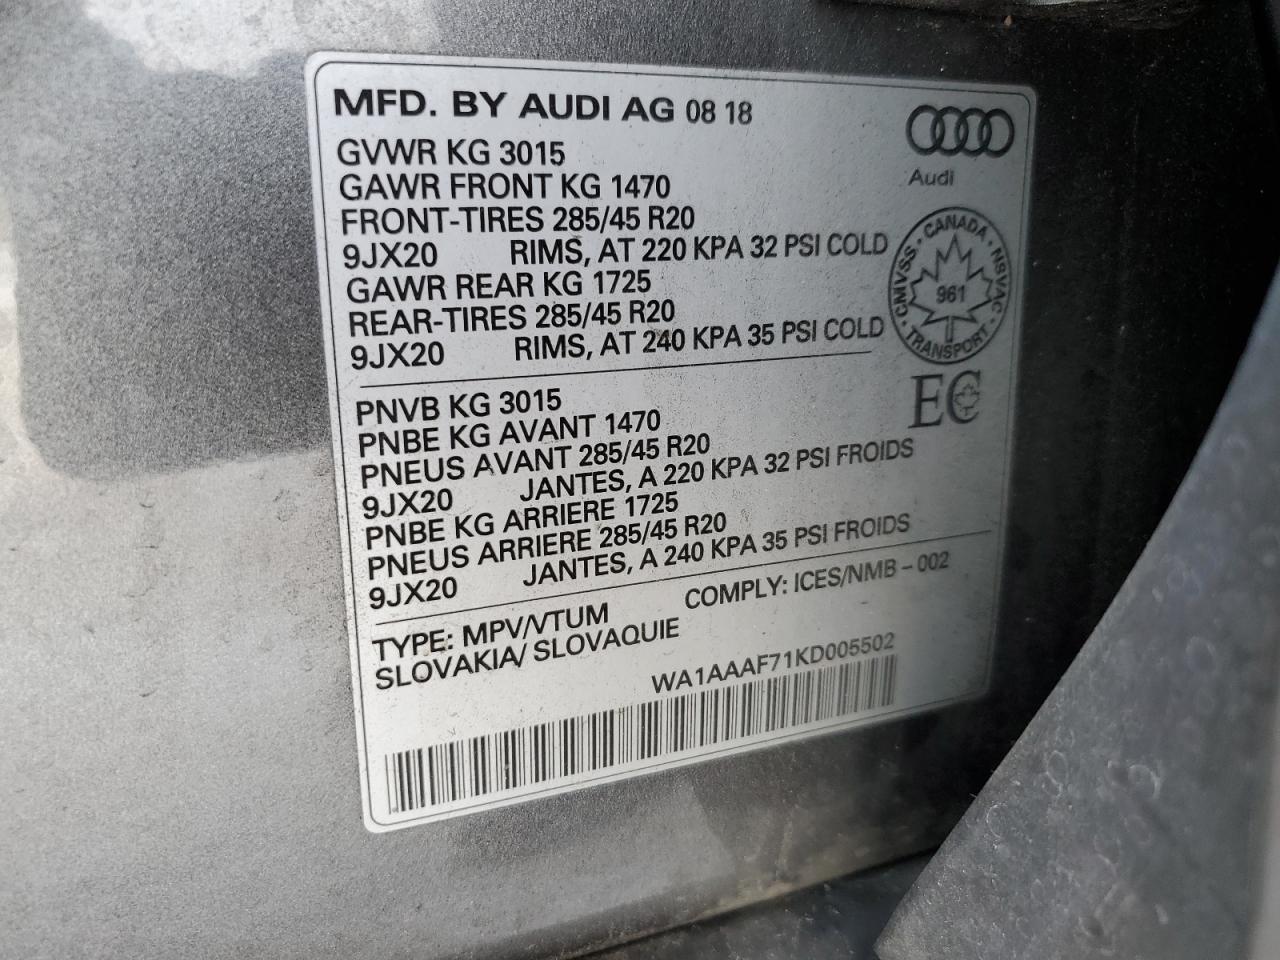 MFD. BY AUDI AG 08 18
Audi
GVWR KG 3015
GAWR FRONT KG 1470
FRONT-TIRES 285/45 R20
9JX20 RIMS, AT 220 KPA 32 PSI COLD
GAWR REAR KG 1725
REAR-TIRES 285/45 R20
9JX20 RIMS, AT 240 KPA 35 PSI COLD
CMVSS · CANADA · NSVAC · TRANSPORT ·
961
EC
PNVB KG 3015
PNBE KG AVANT 1470
PNEUS AVANT 285/45 R20
9JX20 JANTES, A 220 KPA 32 PSI FROIDS
PNBE KG ARRIERE 1725
PNEUS ARRIERE 285/45 R20
9JX20 JANTES, A 240 KPA 35 PSI FROIDS
TYPE: MPV/VTUM COMPLY: ICES/NMB - 002
SLOVAKIA/ SLOVAQUIE
WA1AAAF71KD005502